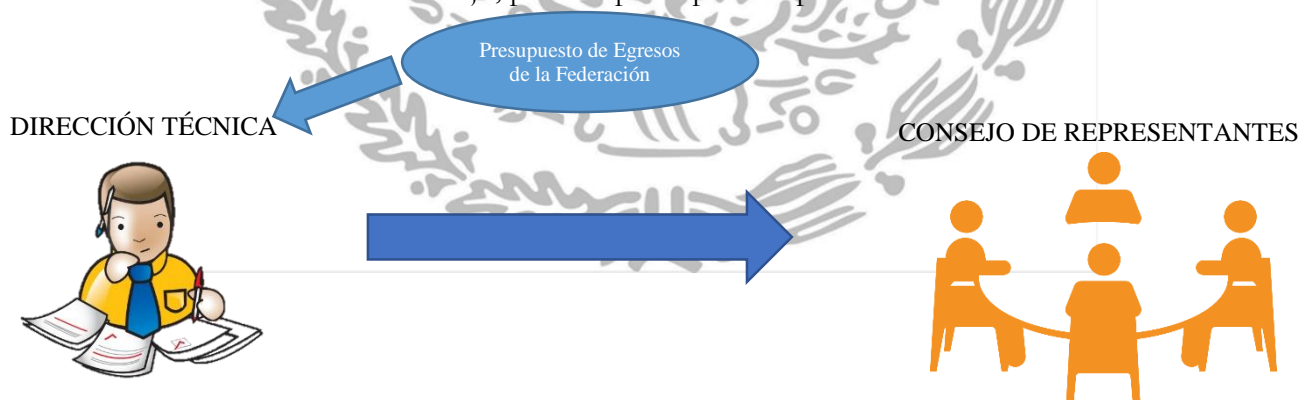 Presupuesto de Egresos
de la Federación
DIRECCIÓN TÉCNICA
CONSEJO DE REPRESENTANTES